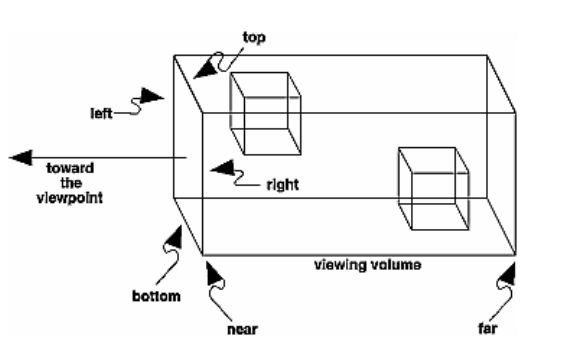 top
left
toward
the
viewpoint
right
viewing volume
bottom
near
far